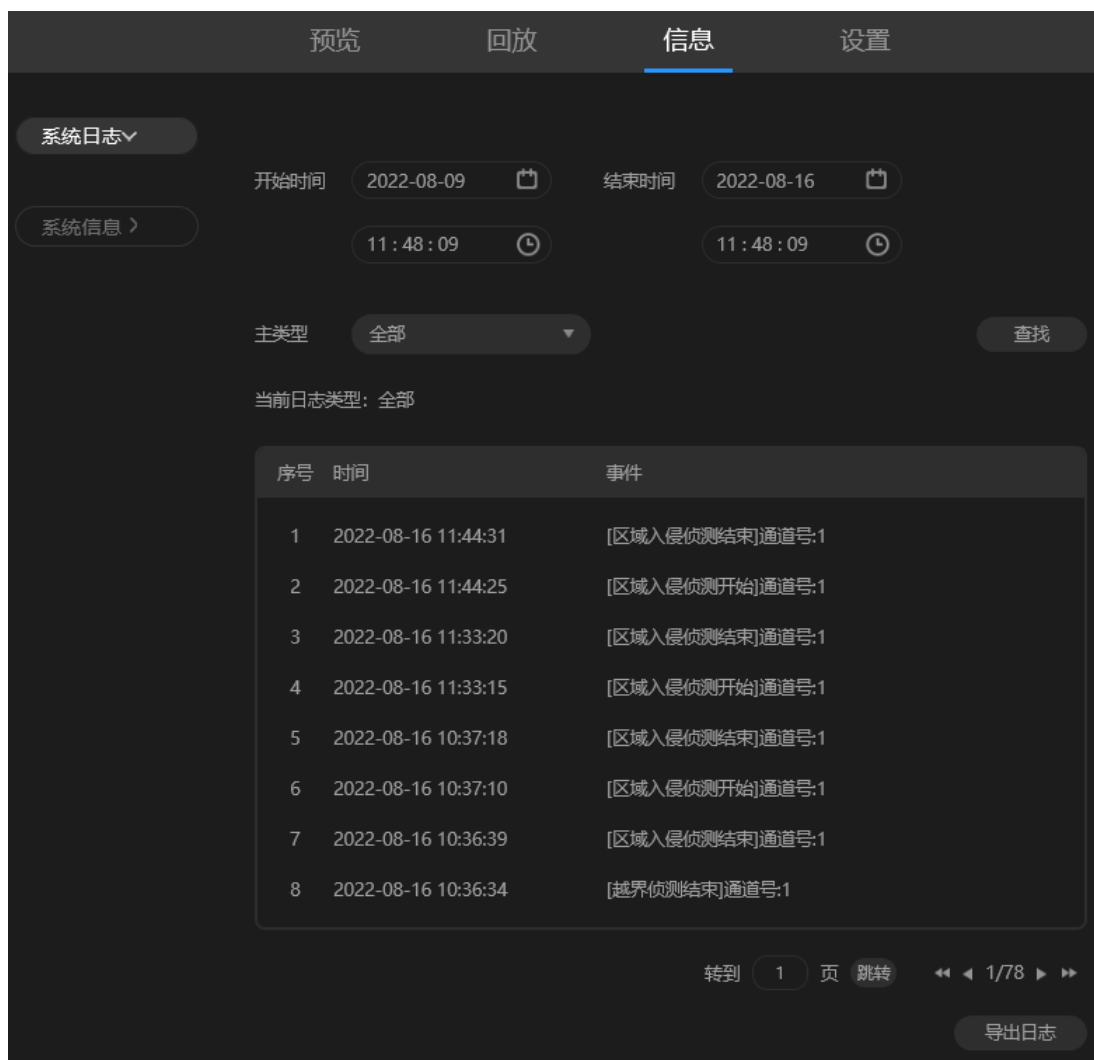 预览 回放 信息 设置
系统日志
开始时间 2022-08-09 结束时间 2022-08-16
系统信息
11 : 48 : 09 11 : 48 : 09
主类型 全部 查找
当前日志类型: 全部
序号 时间 事件
1 2022-08-16 11:44:31 [区域入侵侦测结束]通道号:1
2 2022-08-16 11:44:25 [区域入侵侦测开始]通道号:1
3 2022-08-16 11:33:20 [区域入侵侦测结束]通道号:1
4 2022-08-16 11:33:15 [区域入侵侦测开始]通道号:1
5 2022-08-16 10:37:18 [区域入侵侦测结束]通道号:1
6 2022-08-16 10:37:10 [区域入侵侦测开始]通道号:1
7 2022-08-16 10:36:39 [区域入侵侦测结束]通道号:1
8 2022-08-16 10:36:34 [越界侦测结束]通道号:1
转到 1 页 跳转 1/78
导出日志